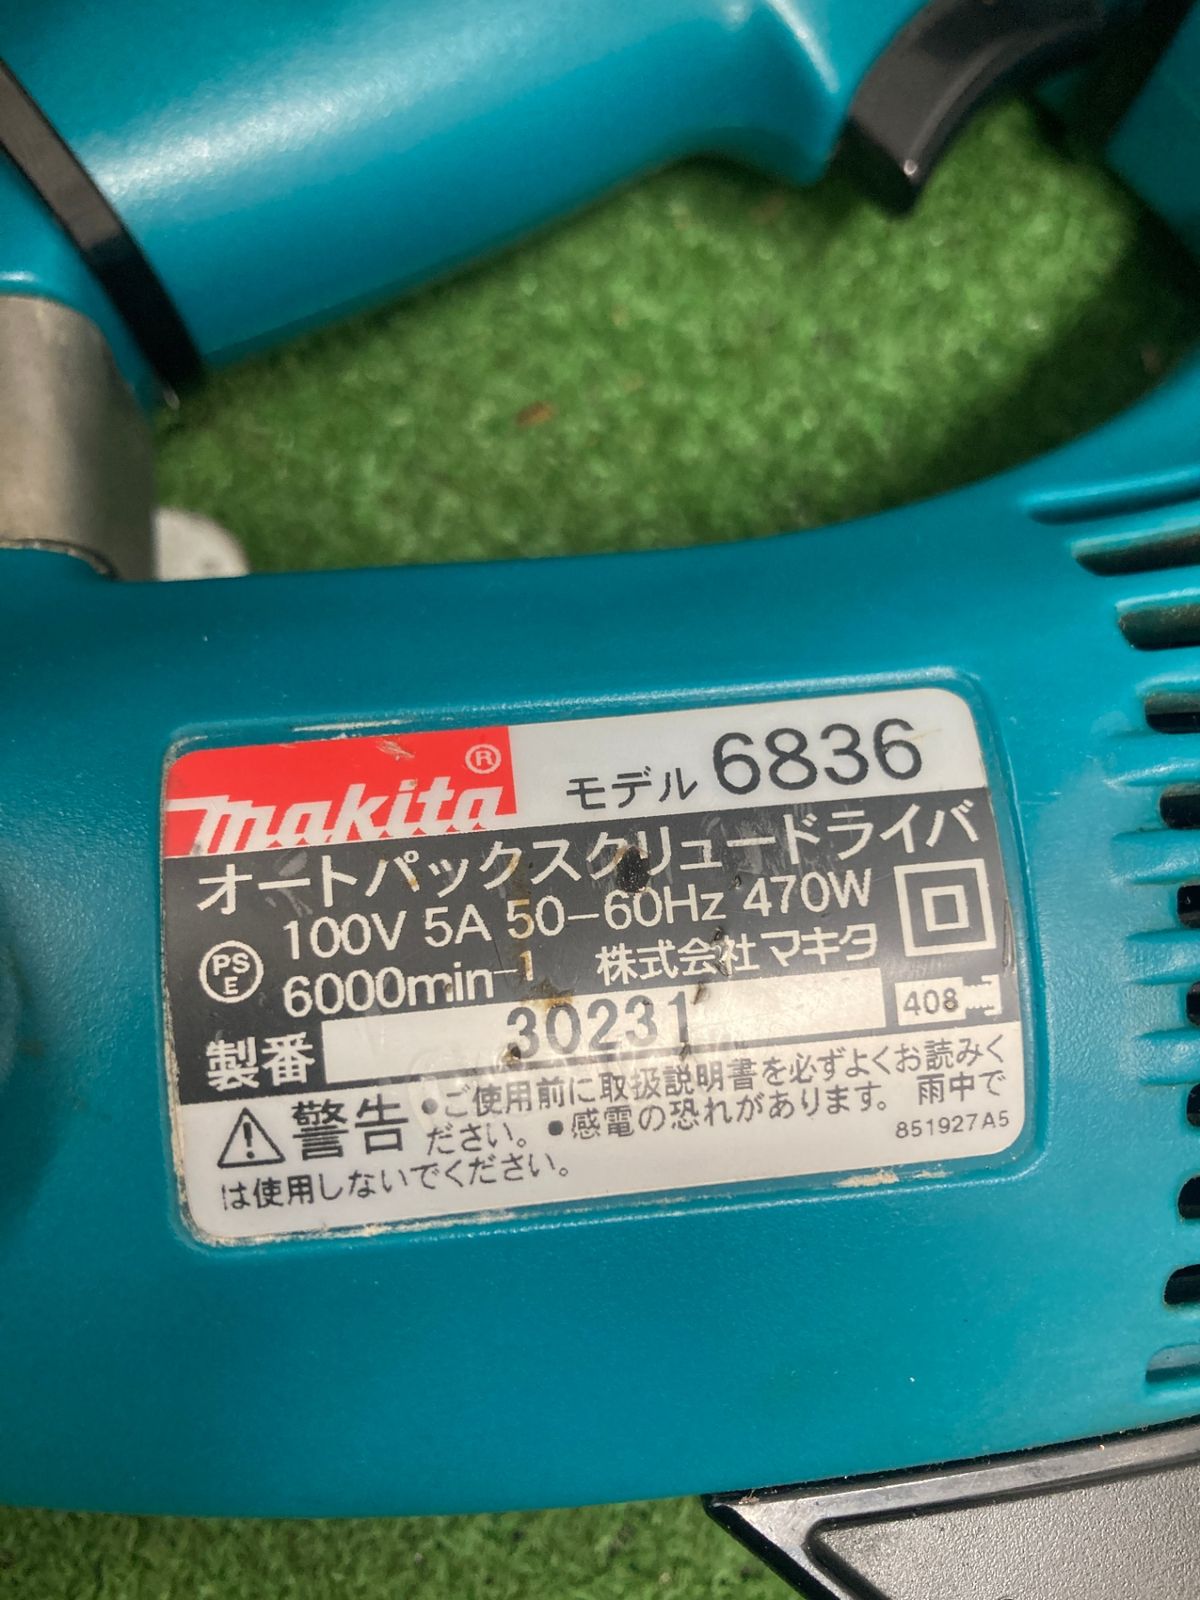 makita®
モデル 6836
オートパックスクリュードライバ
100V 5A 50-60Hz 470W
PS E
6000min-1 株式会社マキタ
製番 30231
408
警告 •ご使用前に取扱説明書を必ずよくお読みく
ださい。•感電の恐れがあります。雨中で
は使用しないでください。
851927A5